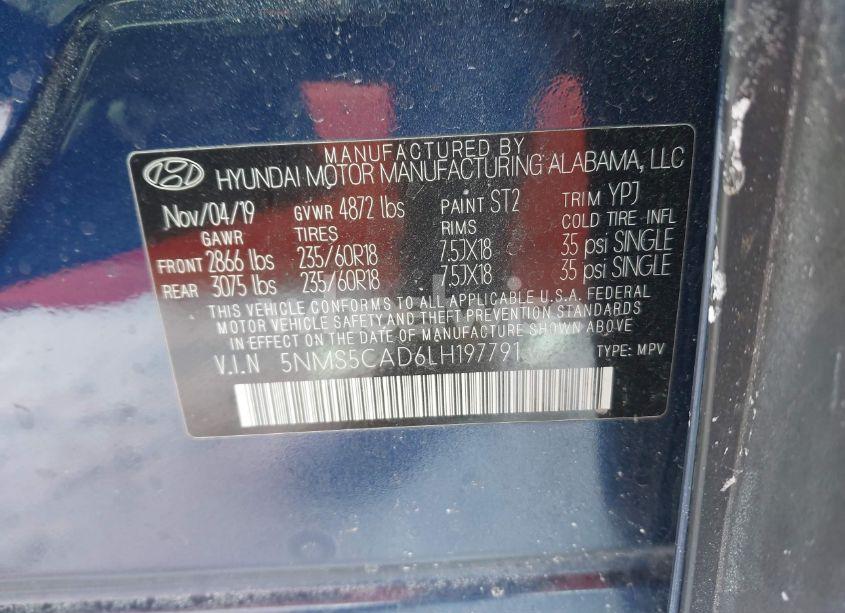 MANUFACTURED BY
HYUNDAI MOTOR MANUFACTURING ALABAMA, LLC
Nov/04/19 GVWR 4872 lbs PAINT ST2 TRIM YPJ
GAWR TIRES RIMS COLD TIRE INFL
FRONT 2866 lbs 235/60R18 7.5JX18 35 psi SINGLE
REAR 3075 lbs 235/60R18 7.5JX18 35 psi SINGLE
THIS VEHICLE CONFORMS TO ALL APPLICABLE U.S.A. FEDERAL
MOTOR VEHICLE SAFETY AND THEFT PREVENTION STANDARDS
IN EFFECT ON THE DATE OF MANUFACTURE SHOWN ABOVE.
V.I.N 5NMS5CAD6LH197791 TYPE: MPV